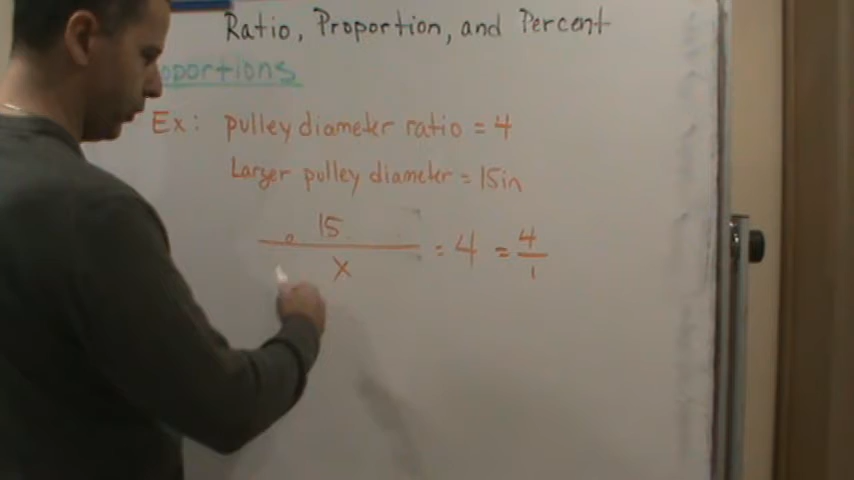 Ratio, Proportion, and Percent
oportions
Ex: pulley diameter ratio = 4
Larger pulley diameter = 15in
15
x
= 4 = 4
1